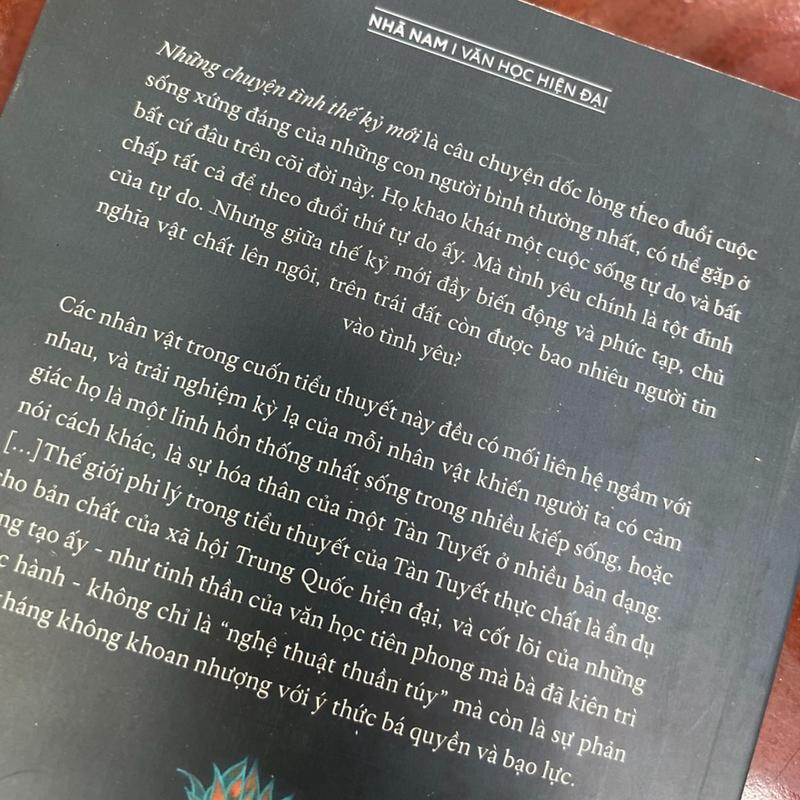 NHÃ NAM | VĂN HỌC HIỆN ĐẠI
Những chuyện tình thế kỷ mới là câu chuyện dốc lòng theo đuổi cuộc
sống xứng đáng của những con người bình thường nhất, có thể gặp ở
bất cứ đâu trên cõi đời này. Họ khao khát một cuộc sống tự do và bất
chấp tất cả để theo đuổi thứ tự do ấy. Mà tình yêu chính là tột đỉnh
của tự do. Nhưng giữa thế kỷ mới đầy biến động và phức tạp, chủ
nghĩa vật chất lên ngôi, trên trái đất còn được bao nhiêu người tin
vào tình yêu?
Các nhân vật trong cuốn tiểu thuyết này đều có mối liên hệ ngầm với
nhau, và trải nghiệm kỳ lạ của mỗi nhân vật khiến người ta có cảm
giác họ là một linh hồn thống nhất sống trong nhiều kiếp sống, hoặc
nói cách khác, là sự hóa thân của một Tàn Tuyết ở nhiều bản dạng.
[...]Thế giới phi lý trong tiểu thuyết của Tàn Tuyết thực chất là ẩn dụ
cho bản chất của xã hội Trung Quốc hiện đại, và cốt lõi của những
ng tạo ấy - như tinh thần của văn học tiên phong mà bà đã kiên trì
c hành - không chỉ là "nghệ thuật thuần túy" mà còn là sự phản
kháng không khoan nhượng với ý thức bá quyền và bạo lực.